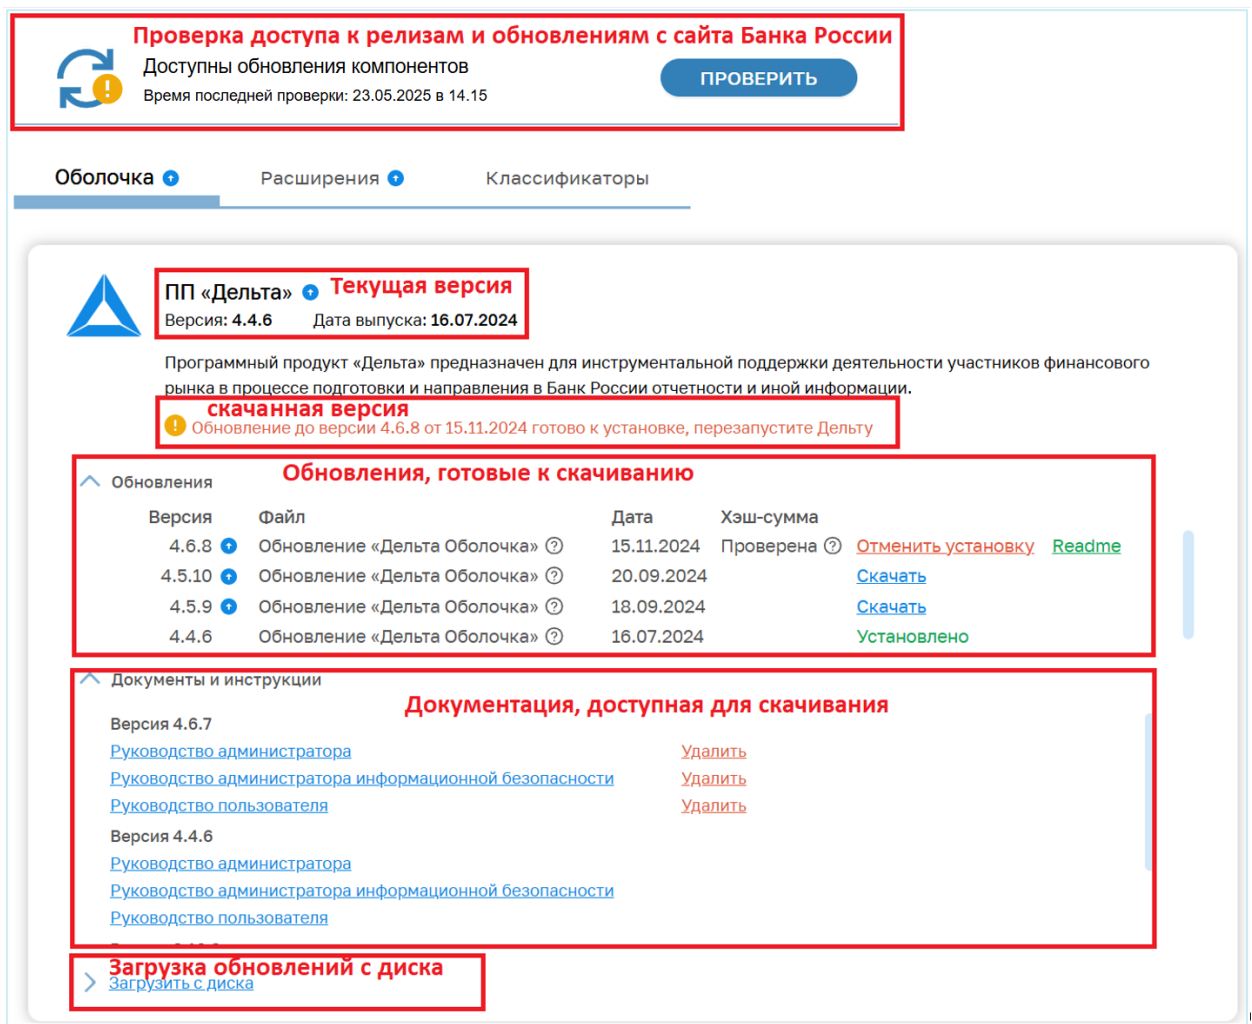 Проверка доступа к релизам и обновлениям с сайта Банка России
Доступны обновления компонентов
Время последней проверки: 23.05.2025 в 14.15
ПРОВЕРИТЬ
Оболочка Расширения Классификаторы
ПП «Дельта» Текущая версия
Версия: 4.4.6 Дата выпуска: 16.07.2024
Программный продукт «Дельта» предназначен для инструментальной поддержки деятельности участников финансового
рынка в процессе подготовки и направления в Банк России отчетности и иной информации.
скачанная версия
Обновление до версии 4.6.8 от 15.11.2024 готово к установке, перезапустите Дельту
Обновления, готовые к скачиванию
Обновления
Версия Файл Дата Хэш-сумма
4.6.8 Обновление «Дельта Оболочка» 15.11.2024 Проверена Отменить установку Readme
4.5.10 Обновление «Дельта Оболочка» 20.09.2024 Скачать
4.5.9 Обновление «Дельта Оболочка» 18.09.2024 Скачать
4.4.6 Обновление «Дельта Оболочка» 16.07.2024 Установлено
Документы и инструкции
Документация, доступная для скачивания
Версия 4.6.7
Руководство администратора Удалить
Руководство администратора информационной безопасности Удалить
Руководство пользователя Удалить
Версия 4.4.6
Руководство администратора
Руководство администратора информационной безопасности
Руководство пользователя
Загрузка обновлений с диска
Загрузить с диска